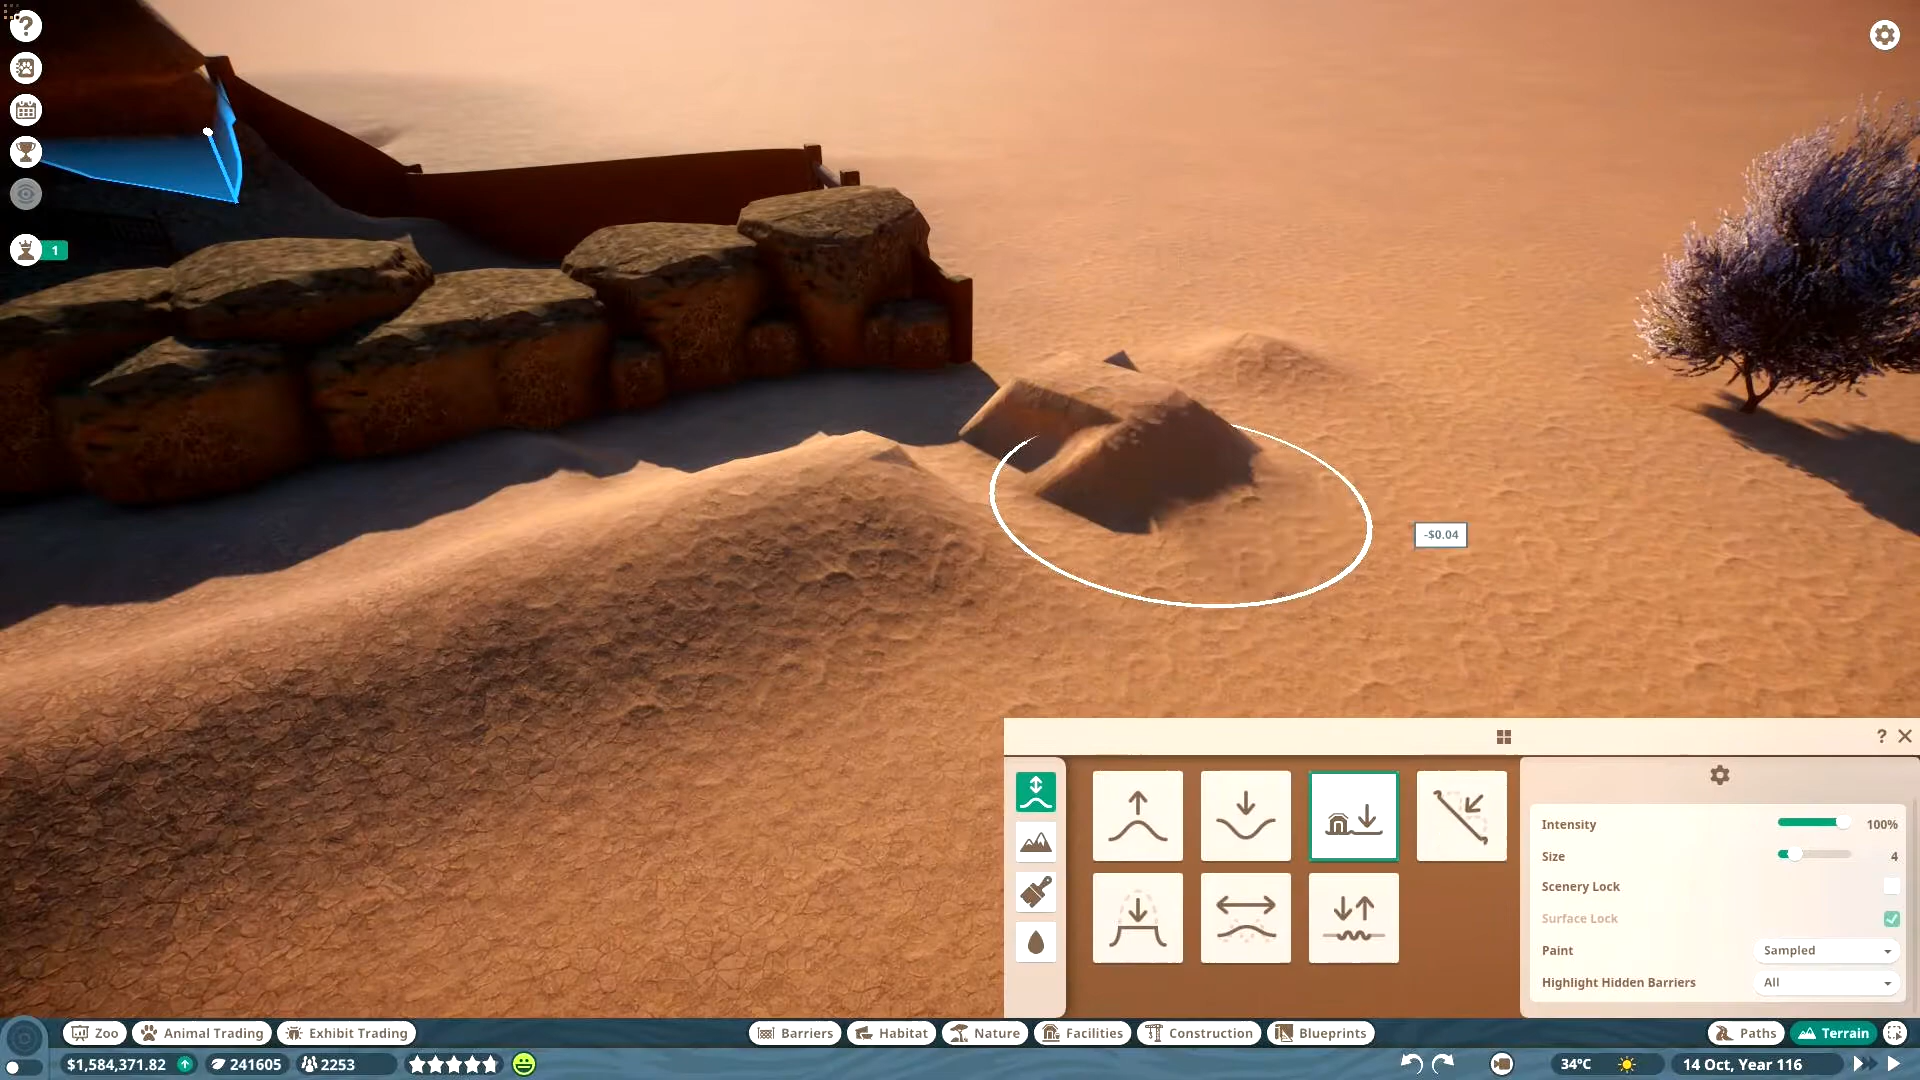 ?
1
-$0.04
?
Intensity 100%
Size 4
Scenery Lock
Surface Lock
Paint Sampled
Highlight Hidden Barriers All
Zoo Animal Trading Exhibit Trading Barriers Habitat Nature Facilities Construction Blueprints Paths Terrain
$1,584,371.82 241605 2253 34°C 14 Oct, Year 116